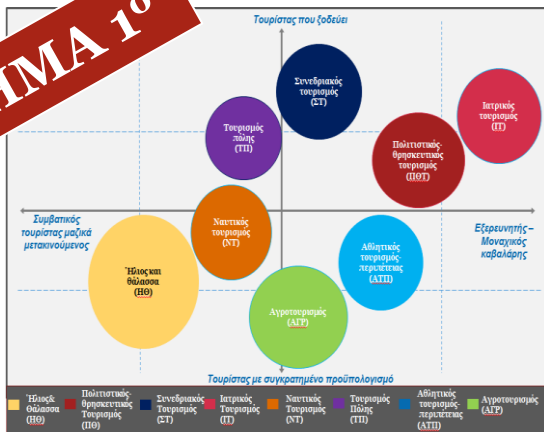 ΗΜΑ 1º
Τουρίστας που ξοδεύει
Συνεδριακός
τουρισμός
(ΣΤ)
Ιατρικός
τουρισμός
(ΙΤ)
Τουρισμός
πόλης
(ΤΠ)
Πολιτιστικός-
θρησκευτικός
τουρισμός
(ΠΘΤ)
Συμβατικός
τουρίστας μαζικά
μετακινούμενος
Ναυτικός
τουρισμός
(ΝΤ)
Εξερευνητής –
Μοναχικός
καβαλάρης
Ήλιος και
θάλασσα
(ΗΘ)
Αθλητικός
τουρισμός-
περιπέτειας
(ΑΤΠ)
Αγροτουρισμός
(ΑΓΡ)
Τουρίστας με συγκρατημένο προϋπολογισμό
Ήλιος&
Θάλασσα
(ΗΘ)
Πολιτιστικός-
Θρησκευτικός
Τουρισμός
(ΠΘ)
Συνεδριακός
Τουρισμός
(ΣΤ)
Ιατρικός
Τουρισμός
(ΙΤ)
Ναυτικός
Τουρισμός
(ΝΤ)
Τουρισμός
Πόλης
(ΤΠ)
Αθλητικός
τουρισμός-
περιπέτειας
(ΑΤΠ)
Αγροτουρισμός
(ΑΓΡ)